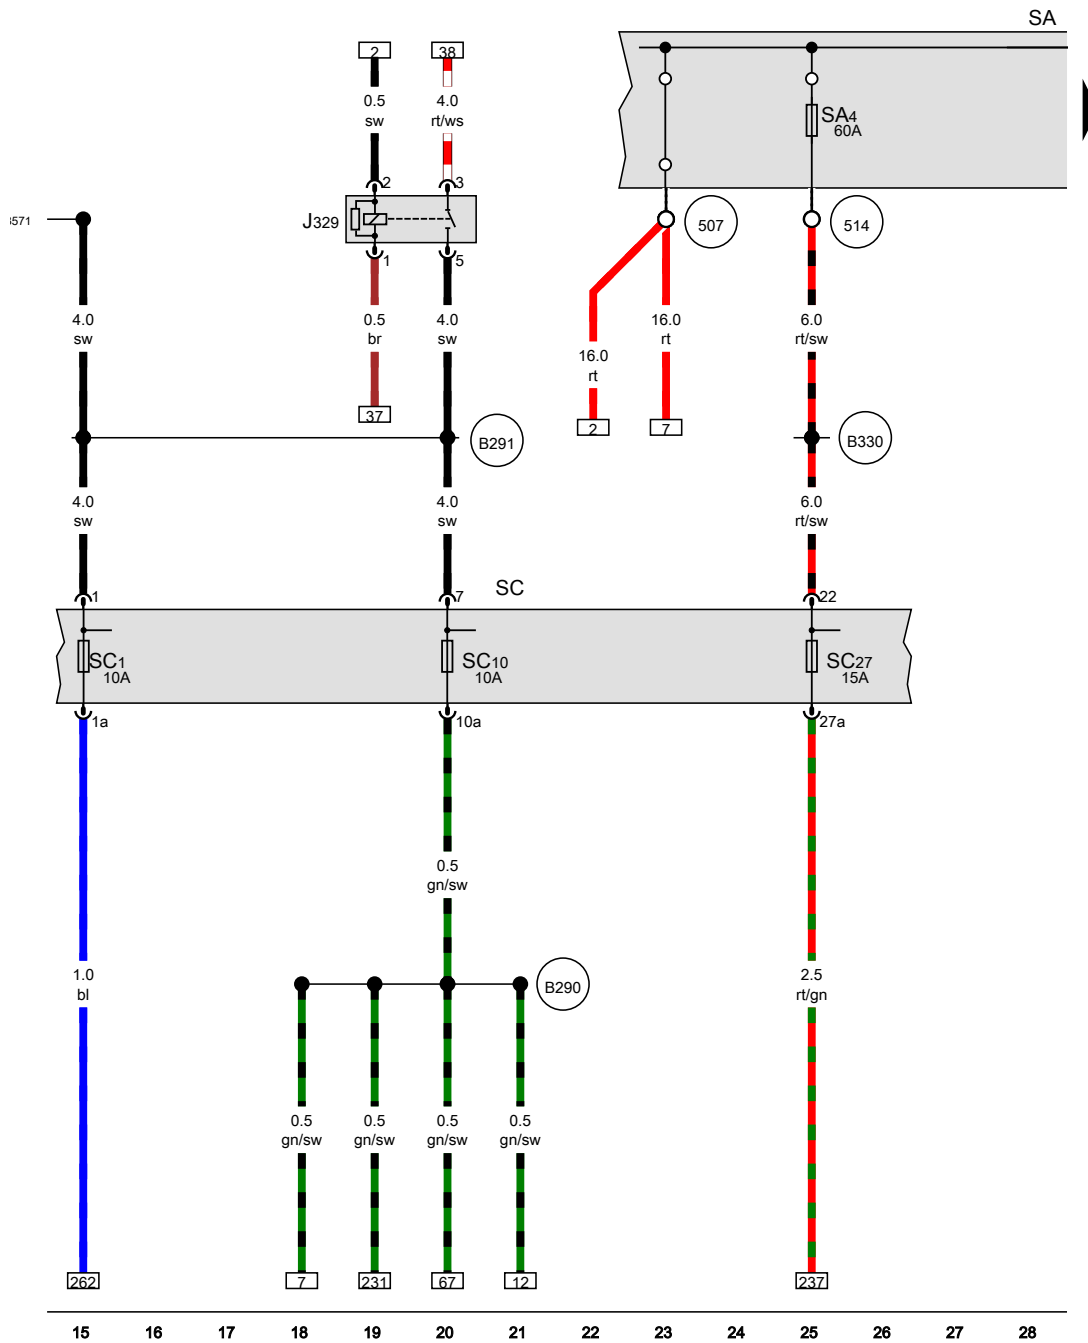 SA
2
38
0.5
sw
4.0
rt/ws
SA4
60A
2
3
J329
507
514
1
5
4.0
sw
0.5
br
4.0
sw
16.0
rt
6.0
rt/sw
16.0
rt
37
2
7
B291
B330
4.0
sw
4.0
sw
6.0
rt/sw
SC
1
7
22
SC1
10A
SC10
10A
SC27
15A
1a
10a
27a
0.5
gn/sw
1.0
bl
B290
2.5
rt/gn
0.5
gn/sw
0.5
gn/sw
0.5
gn/sw
0.5
gn/sw
262
7
231
67
12
237
15 16 17 18 19 20 21 22 23 24 25 26 27 28